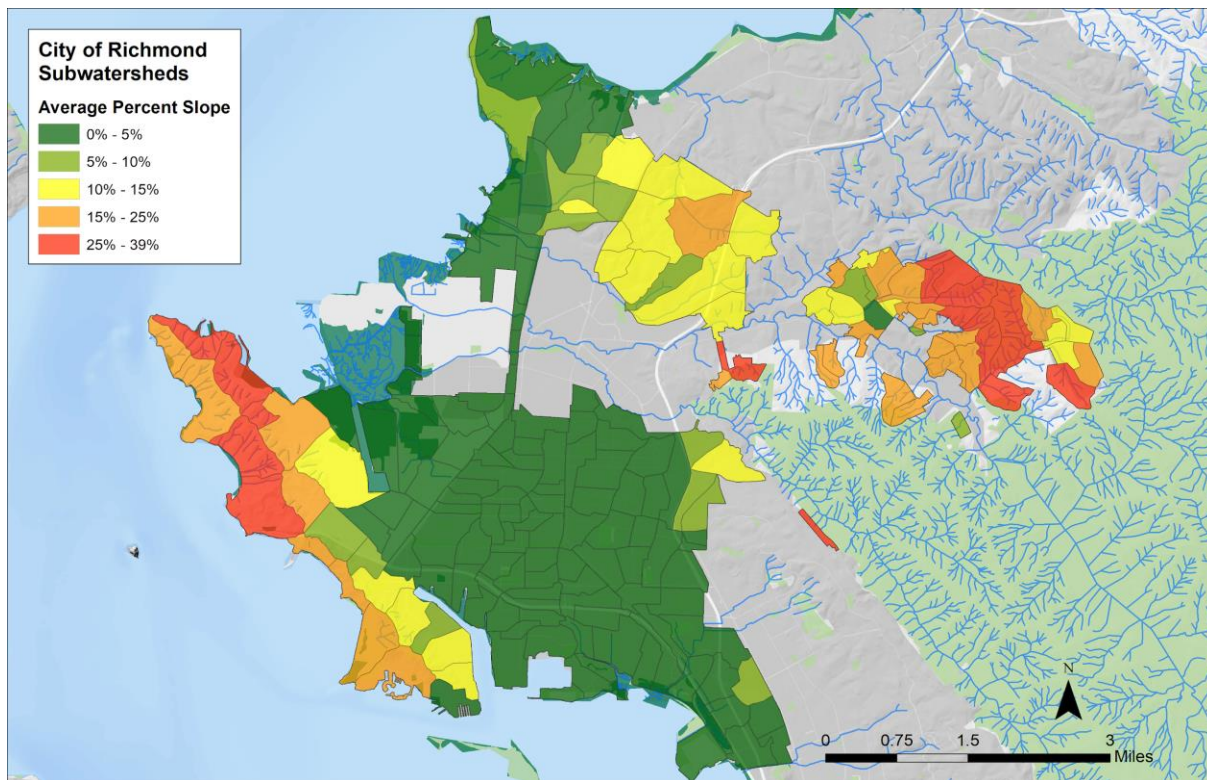 City of Richmond
Subwatersheds
Average Percent Slope
0% - 5%
5% - 10%
10% - 15%
15% - 25%
25% - 39%
N
0 0.75 1.5 3
Miles